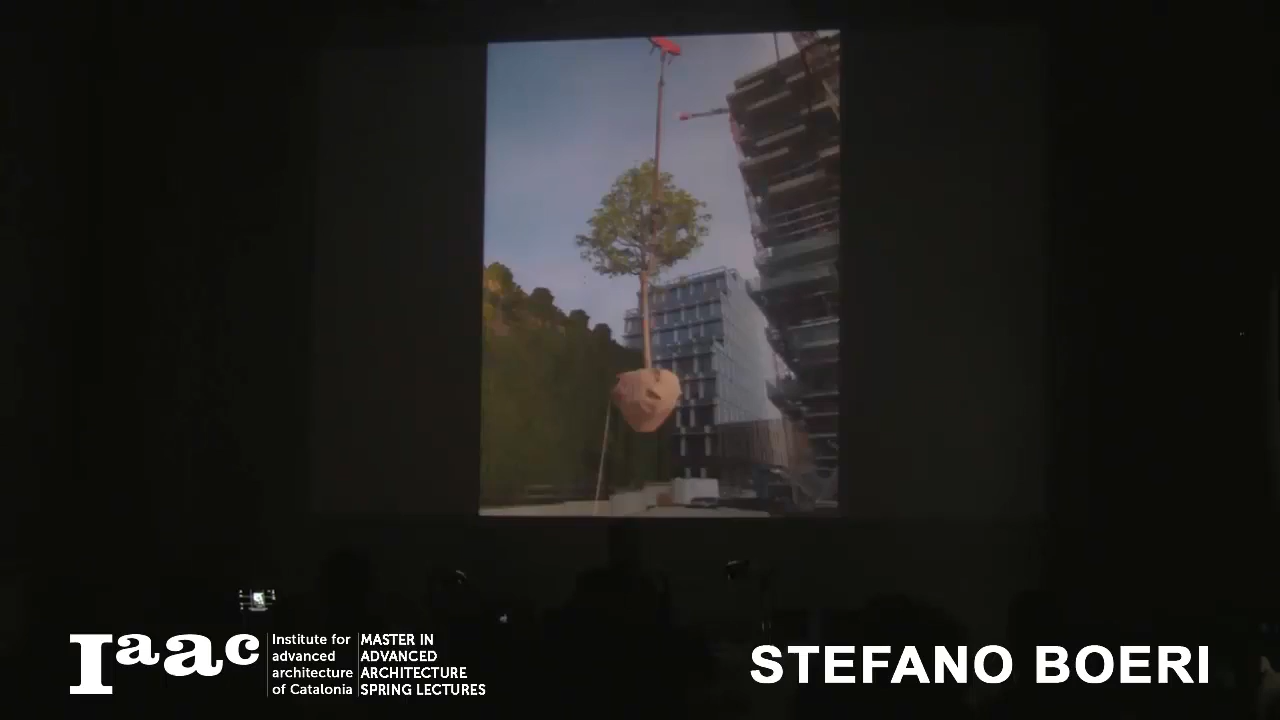 Iaac
Institute for
advanced
architecture
of Catalonia
MASTER IN
ADVANCED
ARCHITECTURE
SPRING LECTURES
STEFANO BOERI